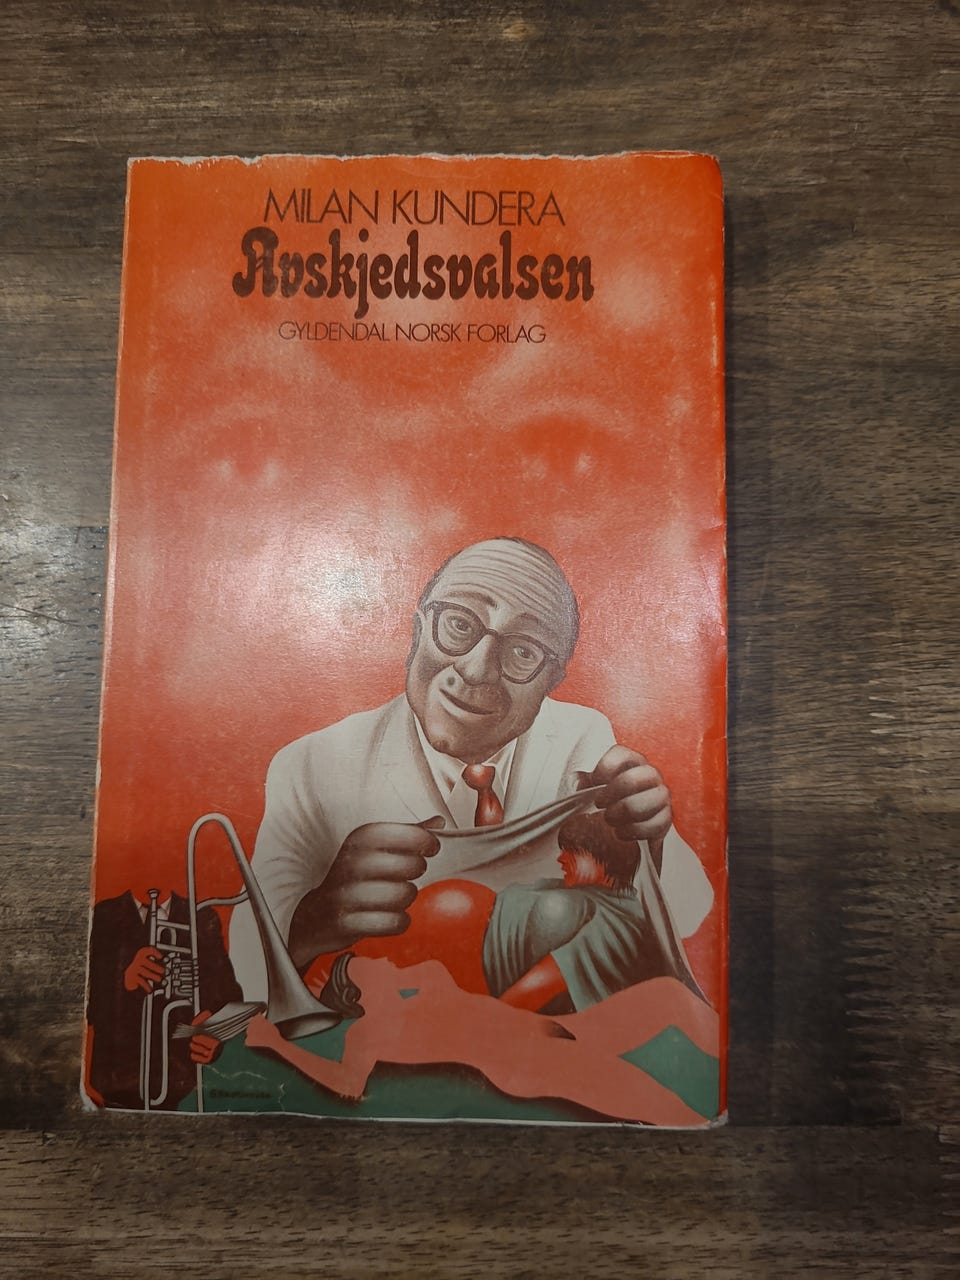 MILAN KUNDERA
Avskjedsvalsen
GYLDENDAL NORSK FORLAG